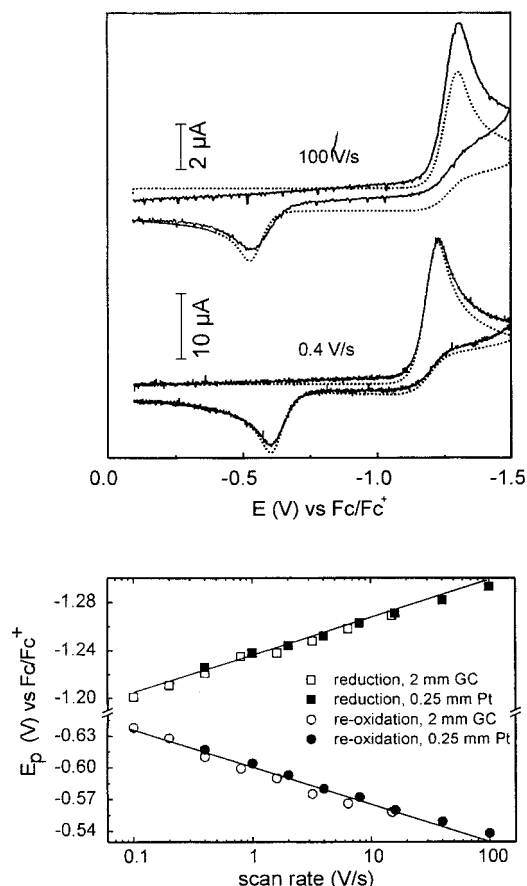 2 μA
100 V/s
10 μA
0.4 V/s
0.0 -0.5 -1.0 -1.5
E (V) vs Fc/Fc+
-1.28
-1.24
-1.20
-0.63
-0.60
-0.57
-0.54
Ep (V) vs Fc/Fc+
reduction, 2 mm GC
reduction, 0.25 mm Pt
re-oxidation, 2 mm GC
re-oxidation, 0.25 mm Pt
0.1 1 10 100
scan rate (V/s)